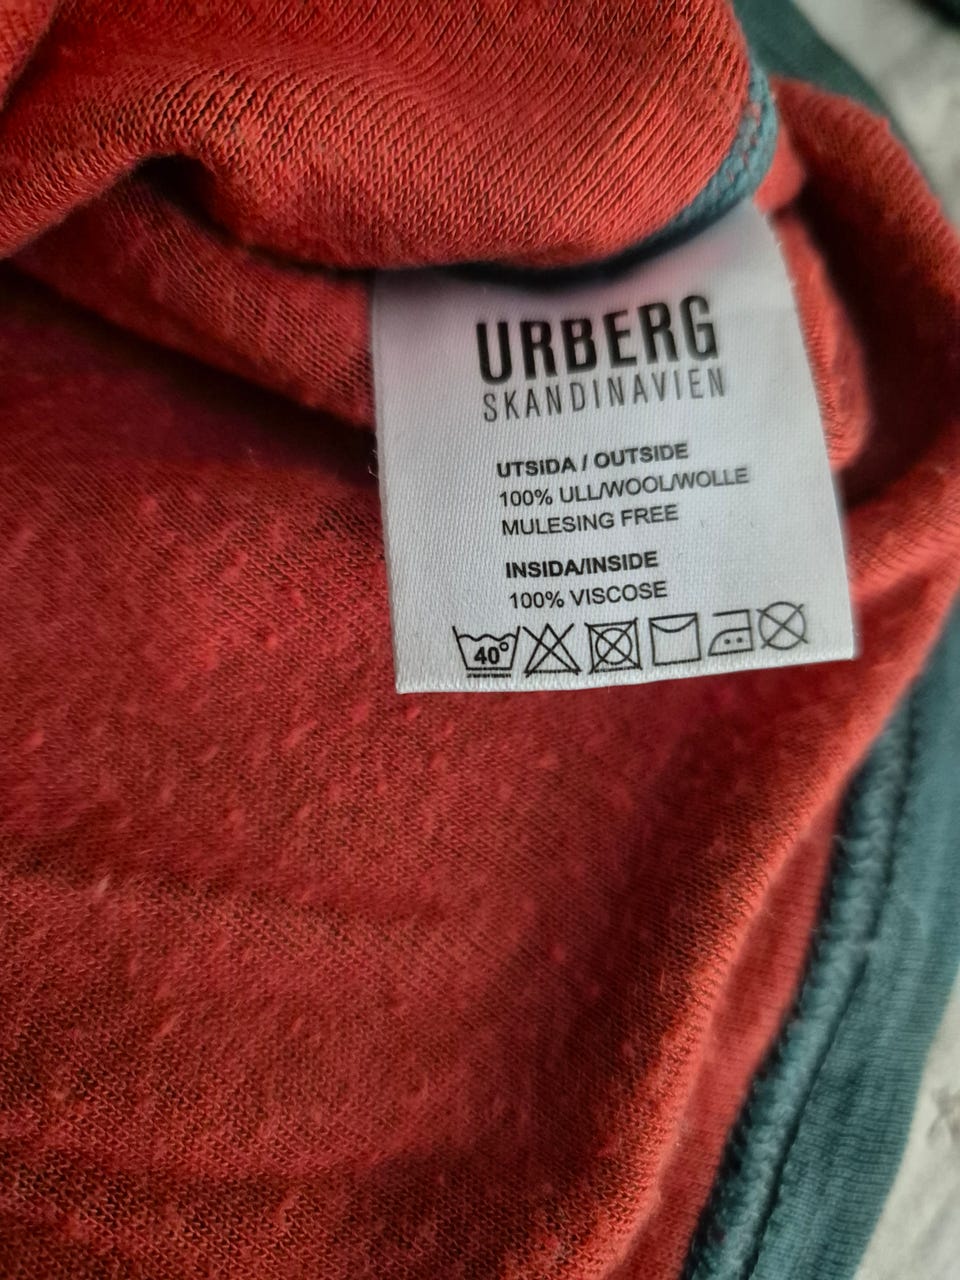 URBERG
SKANDINAVIEN
UTSIDA / OUTSIDE
100% ULL/WOOL/WOLLE
MULESING FREE
INSIDA/INSIDE
100% VISCOSE
40°